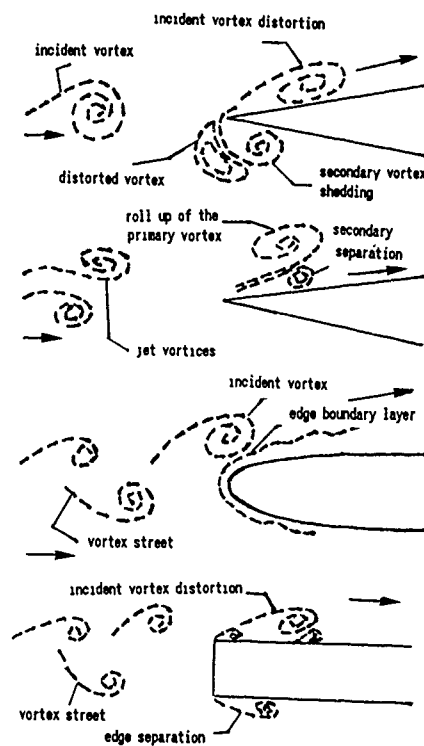 incident vortex distortion
incident vortex
distorted vortex
secondary vortex
shedding
roll up of the
primary vortex
secondary
separation
jet vortices
incident vortex
edge boundary layer
vortex street
incident vortex distortion
vortex street
edge separation